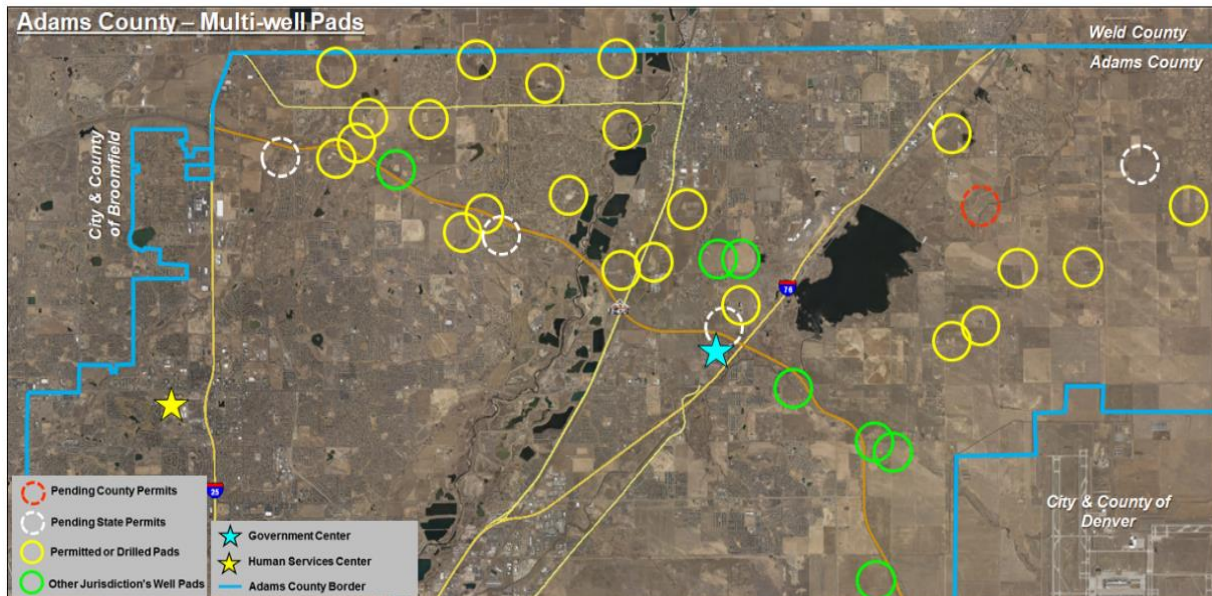 Adams County – Multi-well Pads
Weld County
Adams County
City & County
of Broomfield
76
25
City & County of
Denver
Pending County Permits
Pending State Permits
Permitted or Drilled Pads
Other Jurisdiction's Well Pads
Government Center
Human Services Center
Adams County Border